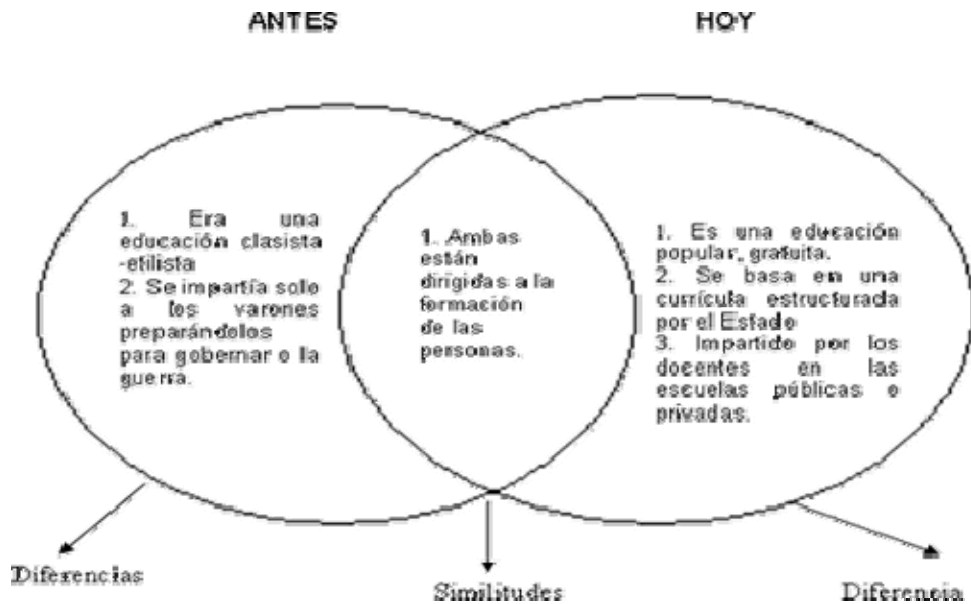 ANTES
HOY
1. Era una
educación clasista
-etilista
2. Se impartía solo
a los varones
preparándolos
para gobernar o la
guerra.
1. Ambas
están
dirigidas a la
formación
de las
personas.
1. Es una educación
popular, gratuita.
2. Se basa en una
currícula estructurada
por el Estado
3. Impartido por los
docentes en las
escuelas públicas o
privadas.
Diferencias
Similitudes
Diferencia